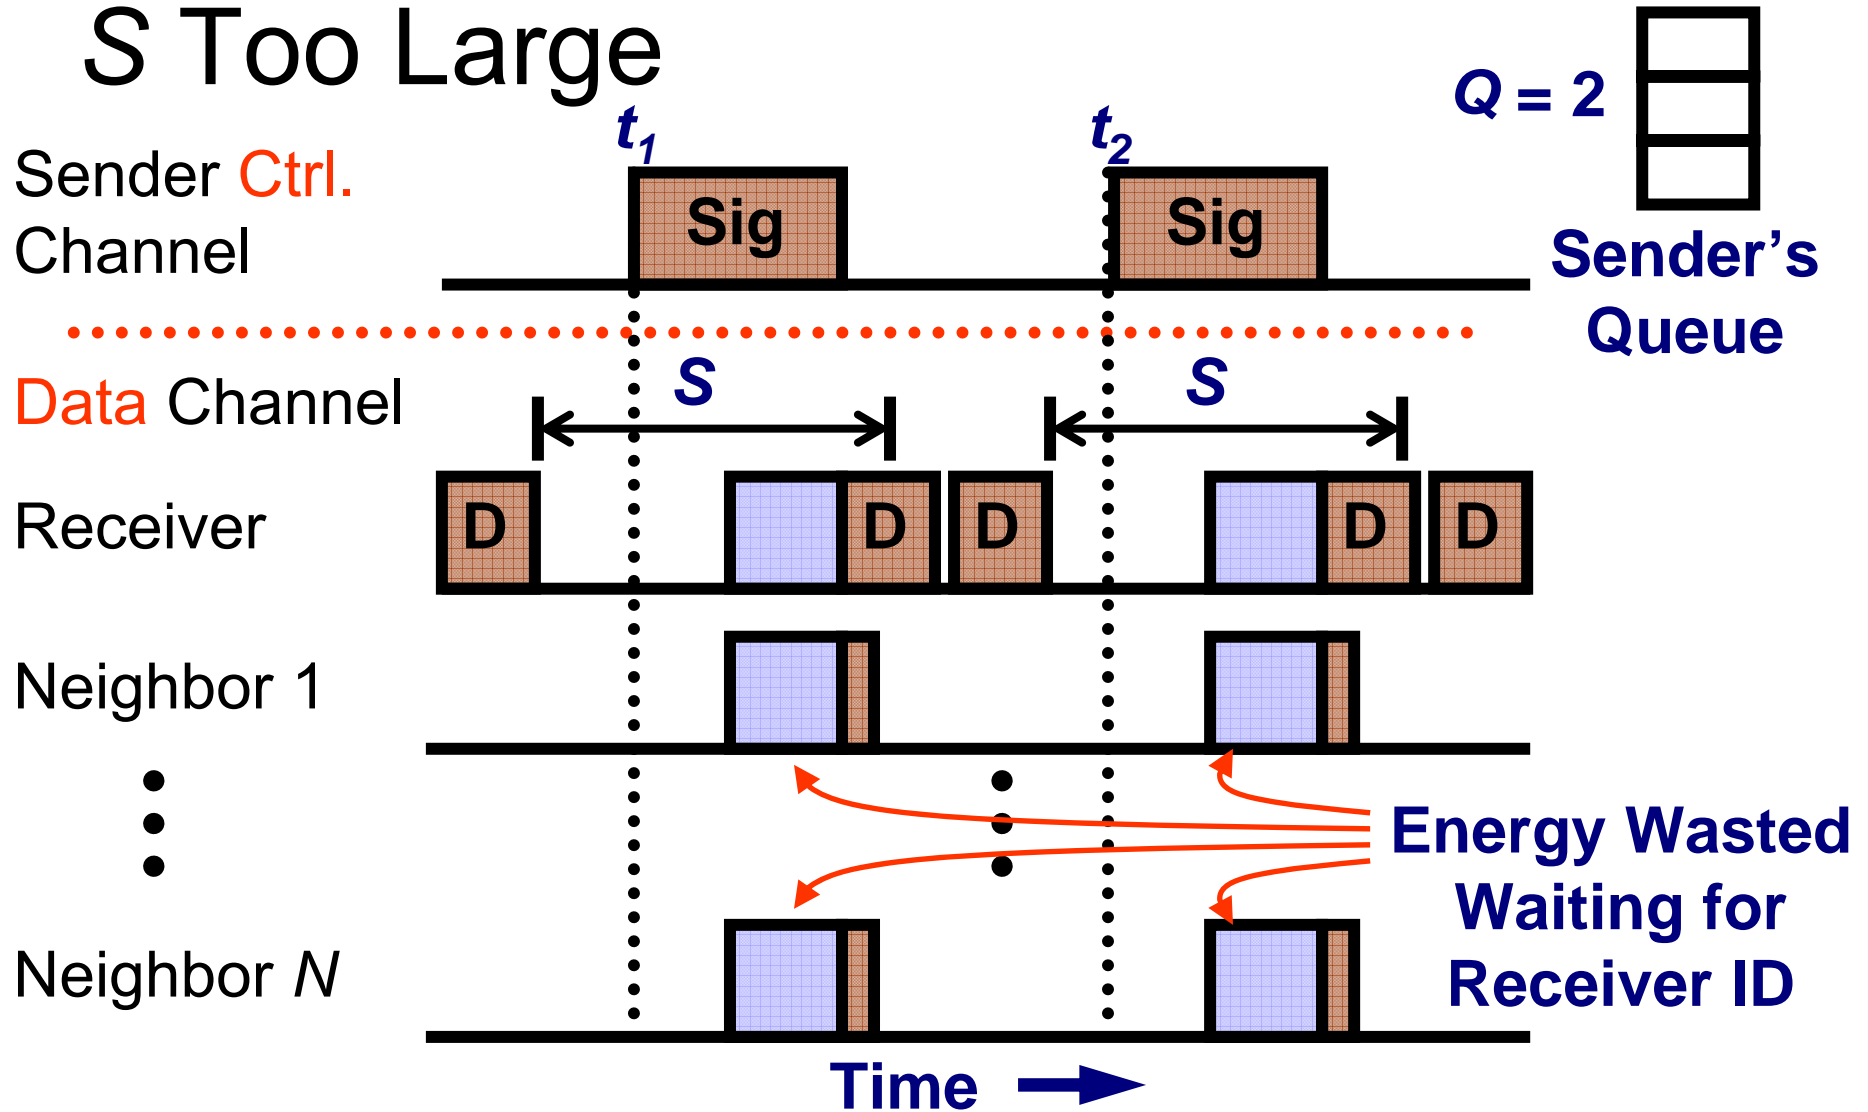 S Too Large
Q = 2
Sender's
Queue
t1
t2
Sender Ctrl.
Channel
Sig
Sig
Data Channel
S
S
Receiver
D
D
D
D
D
Neighbor 1
Neighbor N
Energy Wasted
Waiting for
Receiver ID
Time